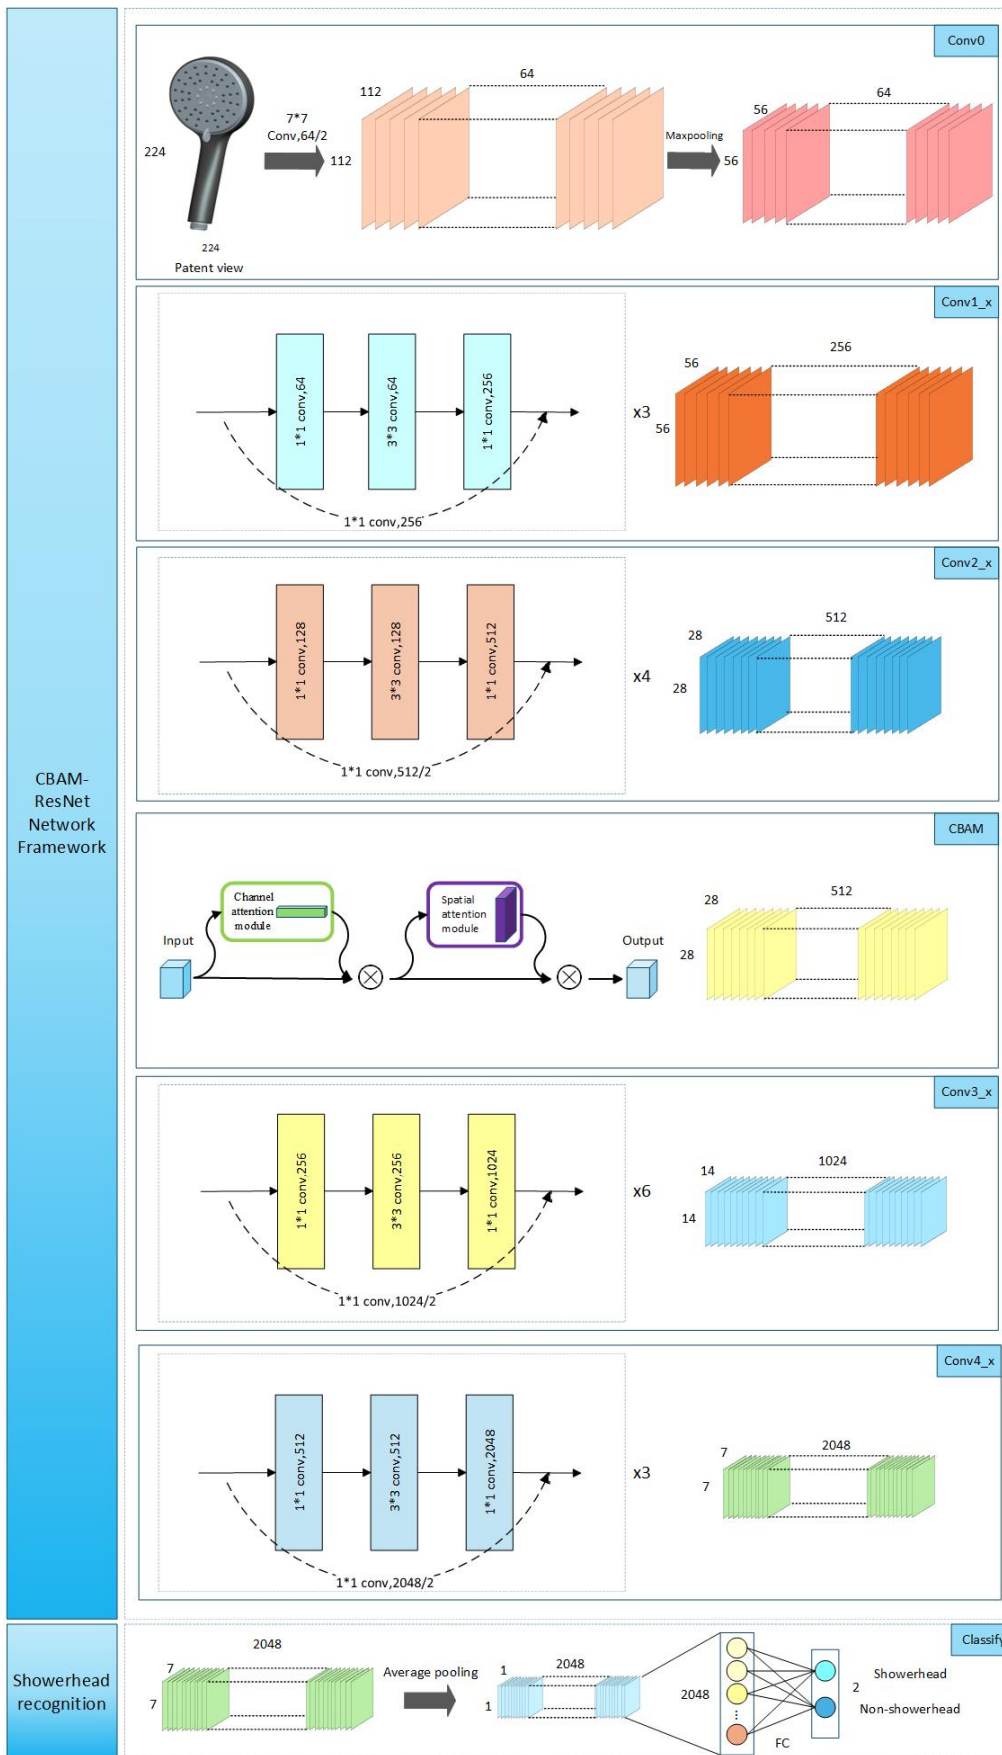 CBAM-
ResNet
Network
Framework
Conv0
224
224
Patent view
7*7
Conv,64/2
112
112
64
Maxpooling
56
56
64
Conv1_x
1*1 conv,64
3*3 conv,64
1*1 conv,256
1*1 conv,256
x3
56
56
256
Conv2_x
1*1 conv,128
3*3 conv,128
1*1 conv,512
1*1 conv,512/2
x4
28
28
512
CBAM
Input
Channel
attention
module
Spatial
attention
module
Output
28
28
512
Conv3_x
1*1 conv,256
3*3 conv,256
1*1 conv,1024
1*1 conv,1024/2
x6
14
14
1024
Conv4_x
1*1 conv,512
3*3 conv,512
1*1 conv,2048
1*1 conv,2048/2
x3
7
7
2048
Showerhead
recognition
Classify
7
7
2048
Average pooling
1
1
2048
2048
...
FC
2
Showerhead
Non-showerhead